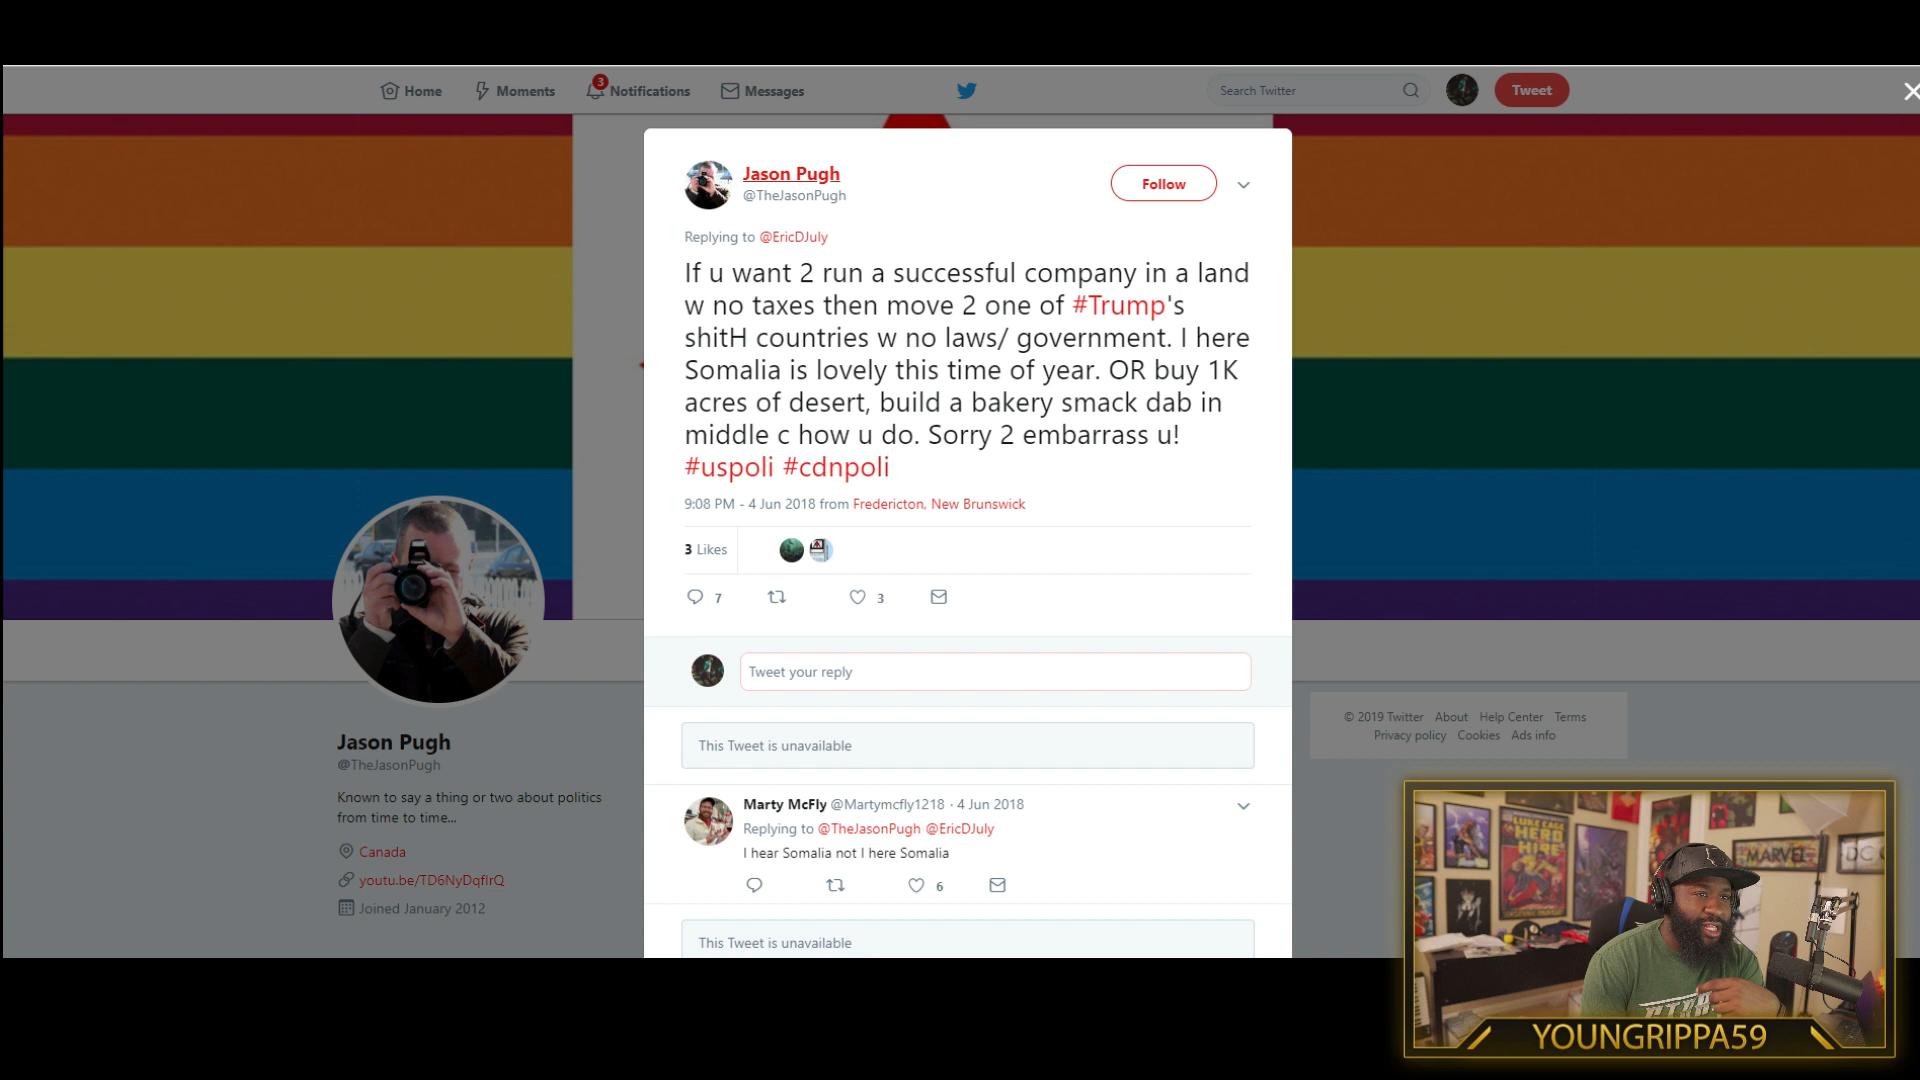 Home
Moments
3
Notifications
Messages
Search Twitter
Tweet
Jason Pugh
@TheJasonPugh
Follow
Replying to @EricDJuly
If u want 2 run a successful company in a land
w no taxes then move 2 one of #Trump's
shitH countries w no laws/ government. I here
Somalia is lovely this time of year. OR buy 1K
acres of desert, build a bakery smack dab in
middle c how u do. Sorry 2 embarrass u!
#uspoli #cdnpoli
9:08 PM - 4 Jun 2018 from Fredericton, New Brunswick
3 Likes
7
3
Tweet your reply
This Tweet is unavailable
Marty McFly @Martymcfly1218 · 4 Jun 2018
Replying to @TheJasonPugh @EricDJuly
I hear Somalia not I here Somalia
6
This Tweet is unavailable
Jason Pugh
@TheJasonPugh
Known to say a thing or two about politics
from time to time...
Canada
youtu.be/TD6NyDqfIrQ
Joined January 2012
© 2019 Twitter About Help Center Terms
Privacy policy Cookies Ads info
LUKE CAGE
HERO
HIRE
MARVEL
DC
YOUNGRIPPA59